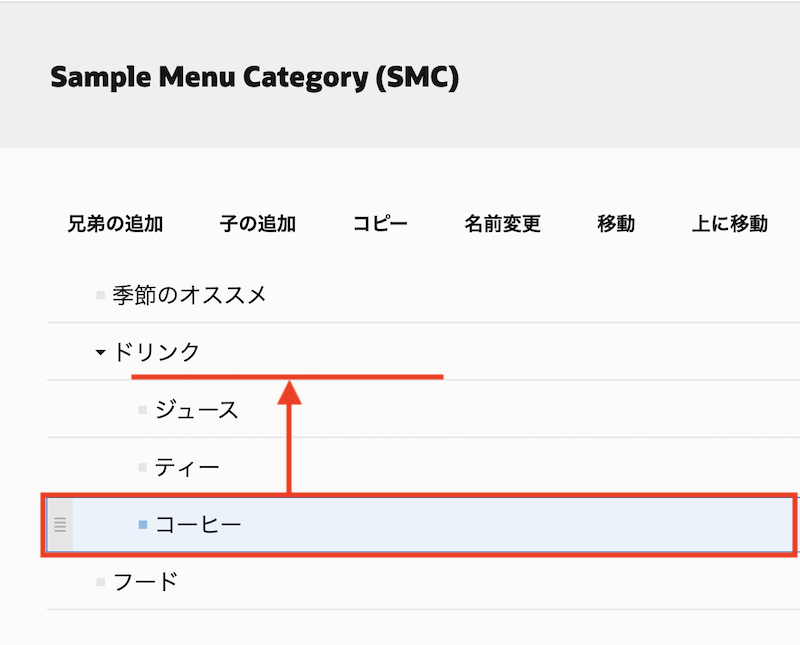 Sample Menu Category (SMC)
兄弟の追加 子の追加 コピー 名前変更 移動 上に移動
季節のオススメ
ドリンク
ジュース
ティー
コーヒー
フード